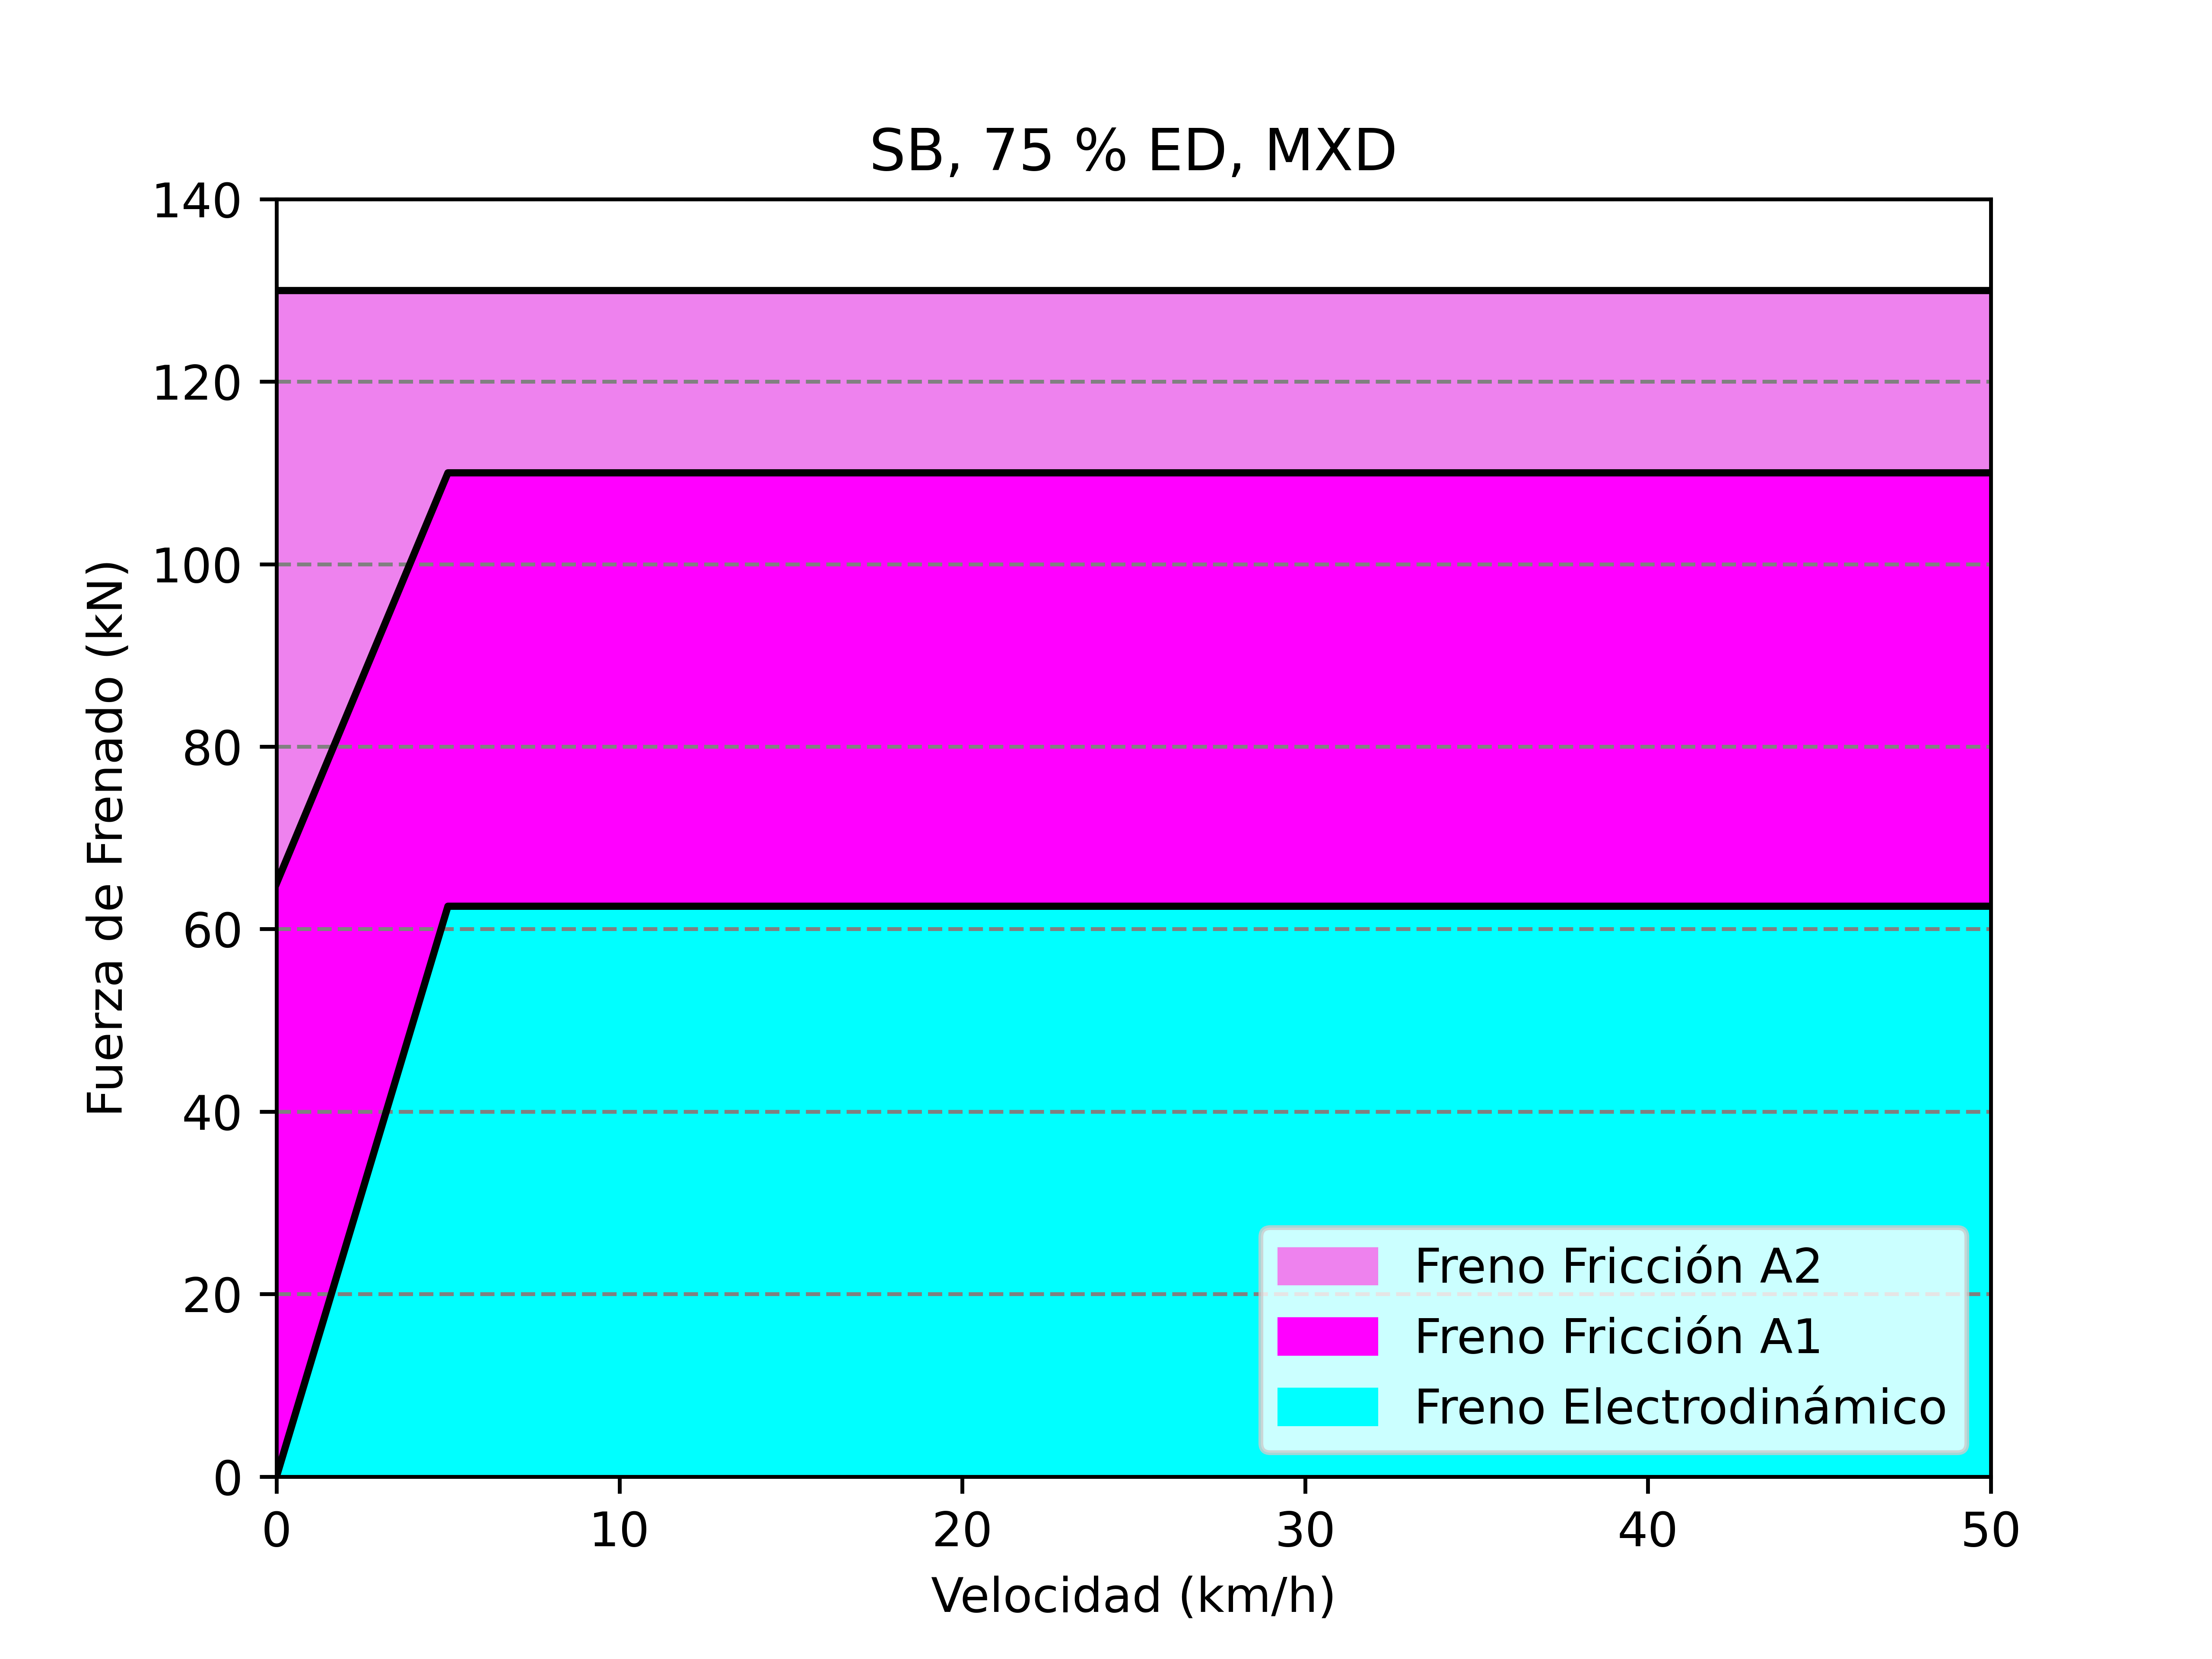 SB, 75 % ED, MXD
140
120
100
80
60
40
20
0
Fuerza de Frenado (kN)
Freno Fricción A2
Freno Fricción A1
Freno Electrodinámico
0 10 20 30 40 50
Velocidad (km/h)